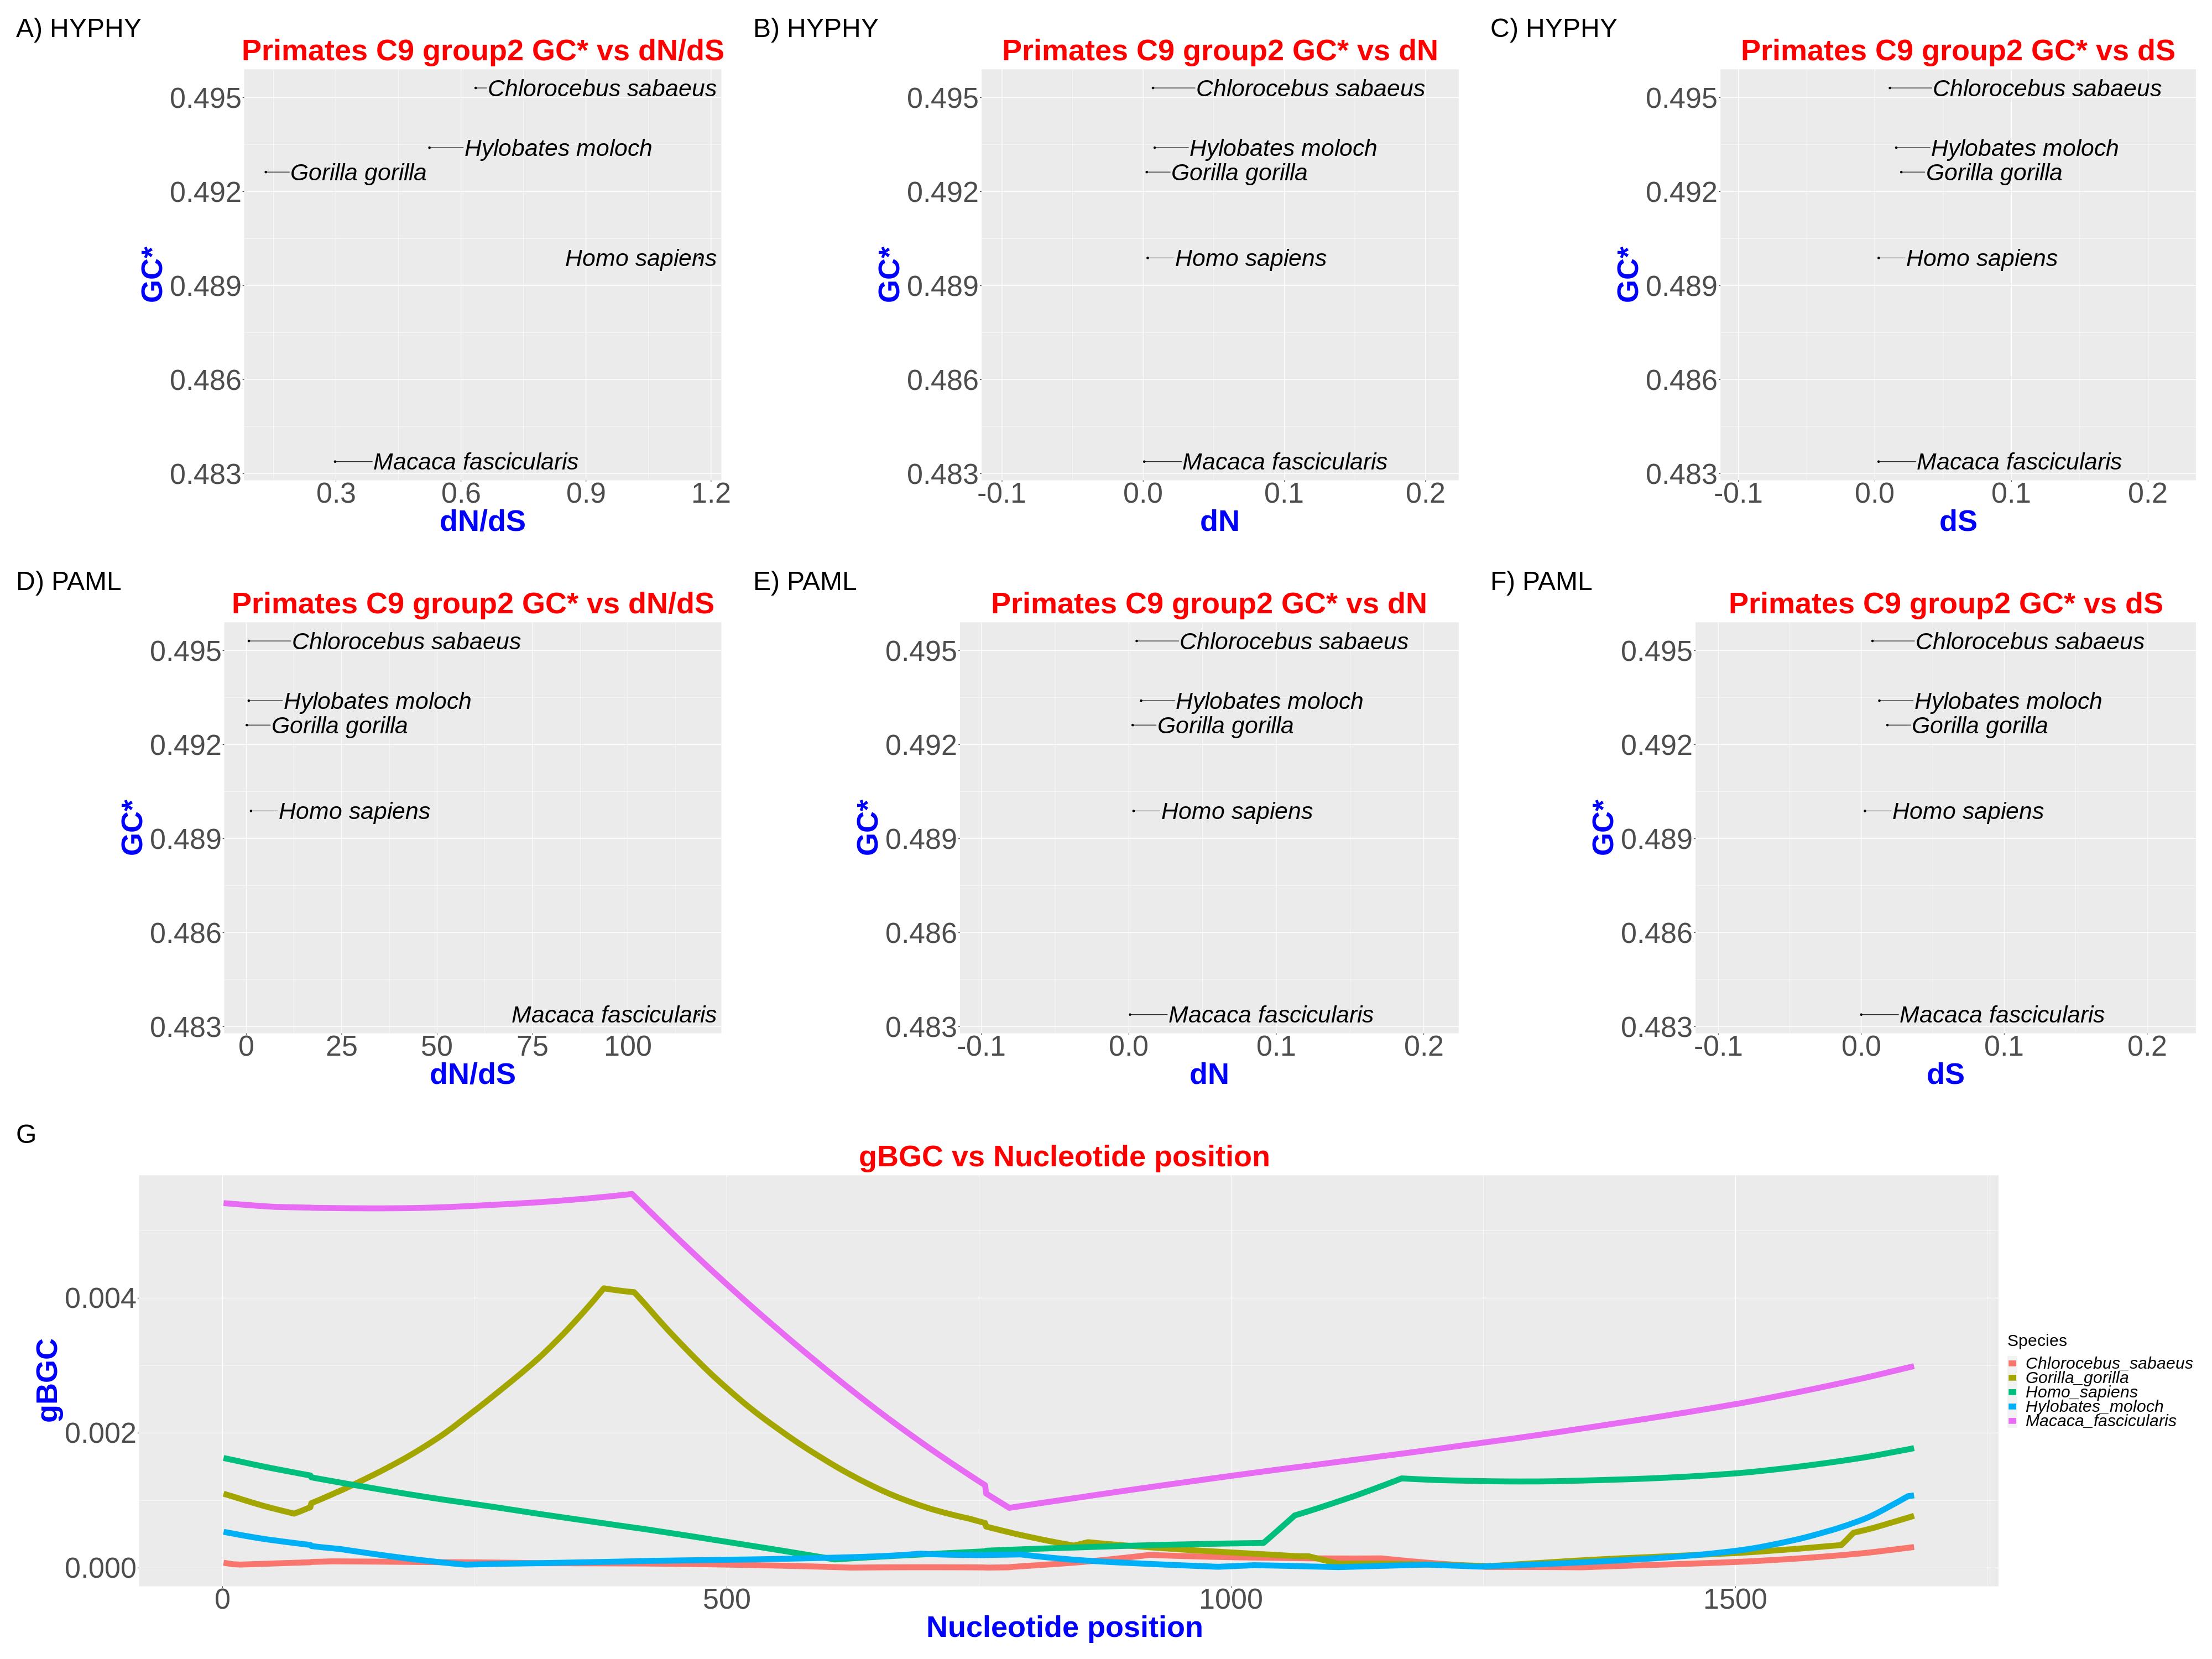 A) HYPHY
Primates C9 group2 GC* vs dN/dS
GC*
0.495
0.492
0.489
0.486
0.483
Chlorocebus sabaeus
Hylobates moloch
Gorilla gorilla
Homo sapiens
Macaca fascicularis
0.3 0.6 0.9 1.2
dN/dS
B) HYPHY
Primates C9 group2 GC* vs dN
GC*
0.495
0.492
0.489
0.486
0.483
Chlorocebus sabaeus
Hylobates moloch
Gorilla gorilla
Homo sapiens
Macaca fascicularis
-0.1 0.0 0.1 0.2
dN
C) HYPHY
Primates C9 group2 GC* vs dS
GC*
0.495
0.492
0.489
0.486
0.483
Chlorocebus sabaeus
Hylobates moloch
Gorilla gorilla
Homo sapiens
Macaca fascicularis
-0.1 0.0 0.1 0.2
dS
D) PAML
Primates C9 group2 GC* vs dN/dS
GC*
0.495
0.492
0.489
0.486
0.483
Chlorocebus sabaeus
Hylobates moloch
Gorilla gorilla
Homo sapiens
Macaca fascicularis
0 25 50 75 100
dN/dS
E) PAML
Primates C9 group2 GC* vs dN
GC*
0.495
0.492
0.489
0.486
0.483
Chlorocebus sabaeus
Hylobates moloch
Gorilla gorilla
Homo sapiens
Macaca fascicularis
-0.1 0.0 0.1 0.2
dN
F) PAML
Primates C9 group2 GC* vs dS
GC*
0.495
0.492
0.489
0.486
0.483
Chlorocebus sabaeus
Hylobates moloch
Gorilla gorilla
Homo sapiens
Macaca fascicularis
-0.1 0.0 0.1 0.2
dS
G
gBGC vs Nucleotide position
gBGC
0.004
0.002
0.000
0 500 1000 1500
Nucleotide position
Species
Chlorocebus_sabaeus
Gorilla_gorilla
Homo_sapiens
Hylobates_moloch
Macaca_fascicularis